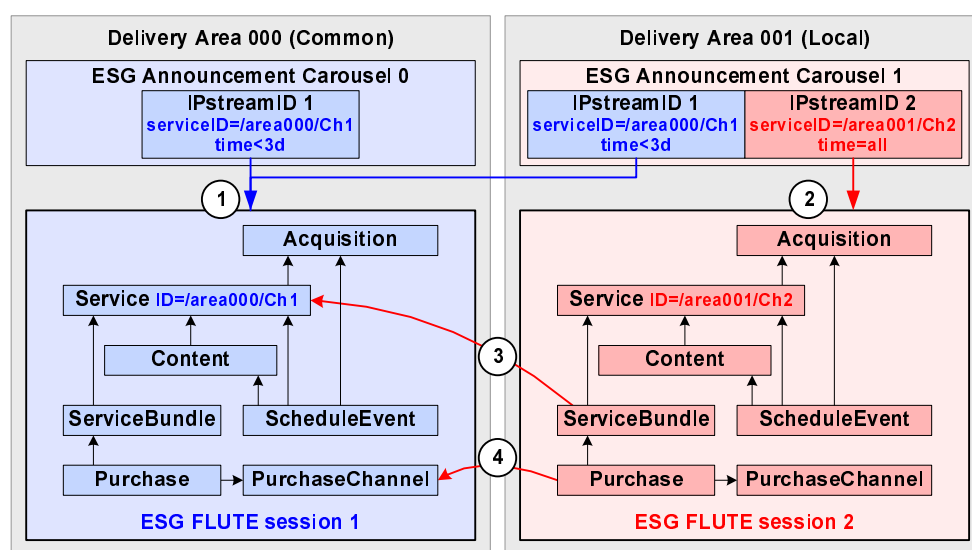 Delivery Area 000 (Common)
ESG Announcement Carousel 0
IPstreamID 1
serviceID=/area000/Ch1
time<3d
1
Acquisition
Service ID=/area000/Ch1
Content
ServiceBundle
ScheduleEvent
Purchase
PurchaseChannel
ESG FLUTE session 1
Delivery Area 001 (Local)
ESG Announcement Carousel 1
IPstreamID 1
serviceID=/area000/Ch1
time<3d
IPstreamID 2
serviceID=/area001/Ch2
time=all
2
Acquisition
Service ID=/area001/Ch2
3
Content
ServiceBundle
ScheduleEvent
4
Purchase
PurchaseChannel
ESG FLUTE session 2